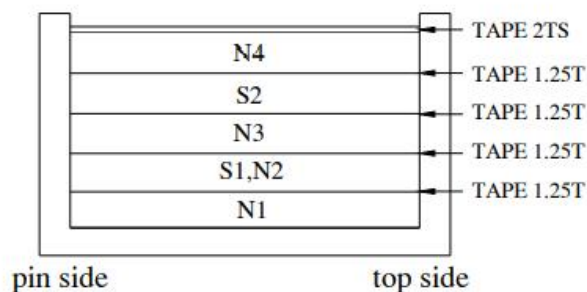 TAPE 2TS
N4
TAPE 1.25T
S2
TAPE 1.25T
N3
TAPE 1.25T
S1,N2
TAPE 1.25T
N1
pin side top side